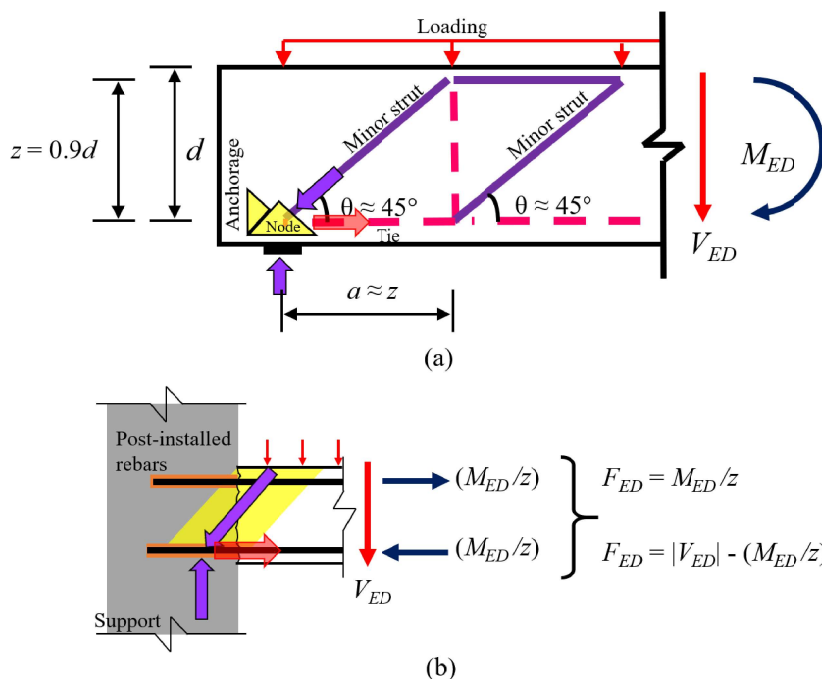 Loading
Minor strut
Minor strut
z = 0.9d
d
Anchorage
θ ≈ 45°
θ ≈ 45°
Node
Tie
M_ED
V_ED
a ≈ z
(a)
Post-installed
rebars
(M_ED/z)
F_ED = M_ED/z
(M_ED/z)
F_ED = |V_ED| - (M_ED/z)
V_ED
Support
(b)